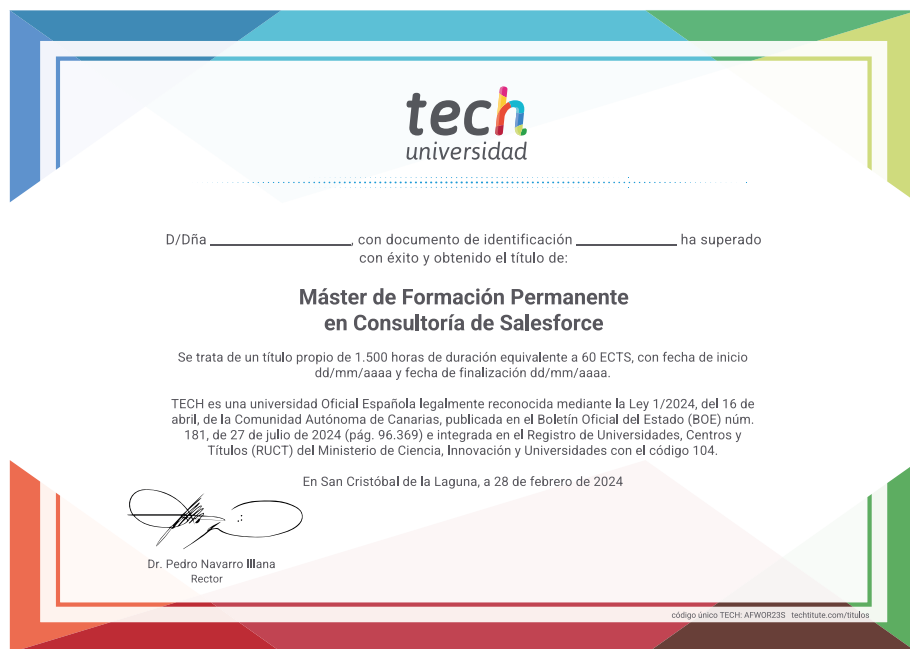 tech
universidad
D/Dña ______________, con documento de identificación __________ ha superado
con éxito y obtenido el título de:
Máster de Formación Permanente
en Consultoría de Salesforce
Se trata de un título propio de 1.500 horas de duración equivalente a 60 ECTS, con fecha de inicio
dd/mm/aaaa y fecha de finalización dd/mm/aaaa.
TECH es una universidad Oficial Española legalmente reconocida mediante la Ley 1/2024, del 16 de
abril, de la Comunidad Autónoma de Canarias, publicada en el Boletín Oficial del Estado (BOE) núm.
181, de 27 de julio de 2024 (pág. 96.369) e integrada en el Registro de Universidades, Centros y
Títulos (RUCT) del Ministerio de Ciencia, Innovación y Universidades con el código 104.
En San Cristóbal de la Laguna, a 28 de febrero de 2024
Dr. Pedro Navarro Illana
Rector
código único TECH: AFWOR23S techtitute.com/titulos